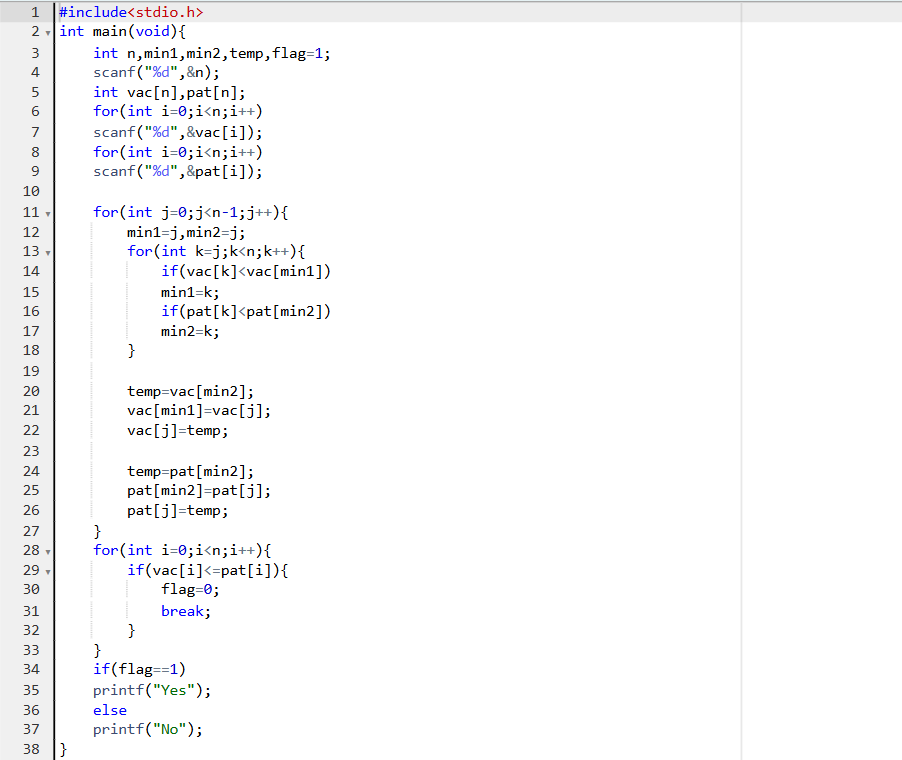 1 #include<stdio.h>
2 int main(void){
3     int n,min1,min2,temp,flag=1;
4     scanf("%d",&n);
5     int vac[n],pat[n];
6     for(int i=0;i<n;i++)
7     scanf("%d",&vac[i]);
8     for(int i=0;i<n;i++)
9     scanf("%d",&pat[i]);
10
11     for(int j=0;j<n-1;j++){
12         min1=j,min2=j;
13         for(int k=j;k<n;k++){
14             if(vac[k]<vac[min1])
15             min1=k;
16             if(pat[k]<pat[min2])
17             min2=k;
18         }
19
20         temp=vac[min2];
21         vac[min1]=vac[j];
22         vac[j]=temp;
23
24         temp=pat[min2];
25         pat[min2]=pat[j];
26         pat[j]=temp;
27     }
28     for(int i=0;i<n;i++){
29         if(vac[i]<=pat[i]){
30             flag=0;
31             break;
32         }
33     }
34     if(flag==1)
35     printf("Yes");
36     else
37     printf("No");
38 }